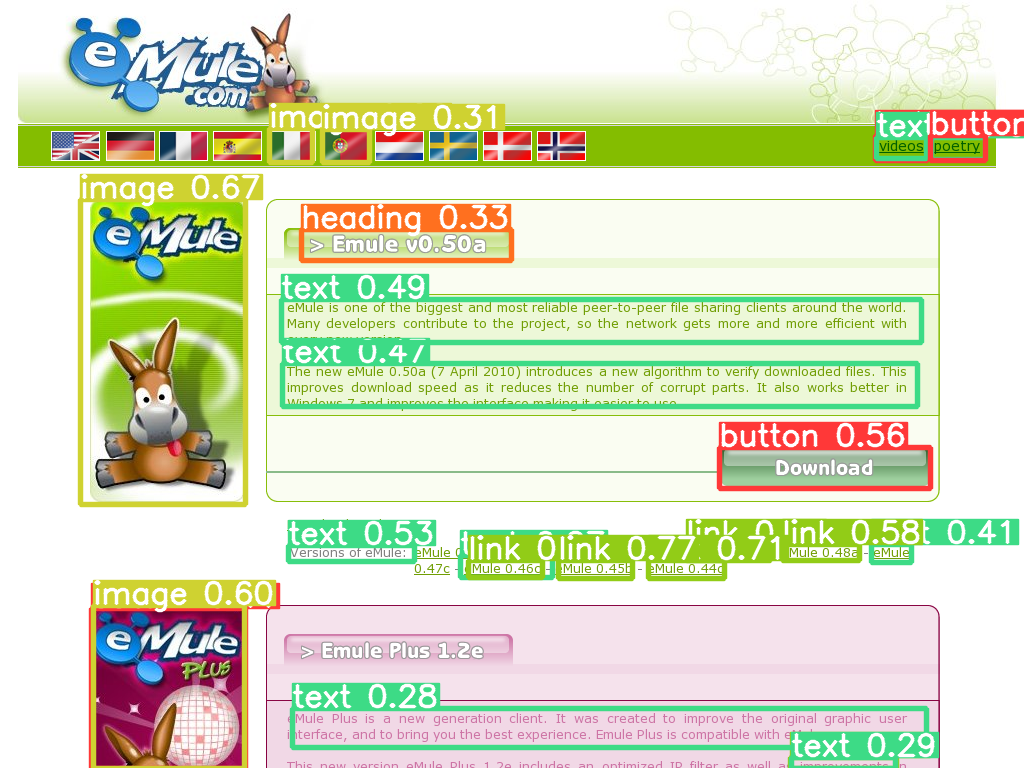 eMule
.com
image 0.31
text
button
videos poetry
image 0.67
eMule
heading 0.33
> Emule v0.50a
text 0.49
eMule is one of the biggest and most reliable peer-to-peer file sharing clients around the world.
Many developers contribute to the project, so the network gets more and more efficient with
text 0.47
The new eMule 0.50a (7 April 2010) introduces a new algorithm to verify downloaded files. This
improves download speed as it reduces the number of corrupt parts. It also works better in
Windows 7 and improves the interface making it easier to use.
button 0.56
Download
text 0.53
link link 0.58 0.41
link 0.77 0.71
Versions of eMule: eMule Mule 0.48a - eMule
0.47c - eMule 0.46c - eMule 0.45b - eMule 0.44d
image 0.60
eMule
PLUS
> Emule Plus 1.2e
text 0.28
eMule Plus is a new generation client. It was created to improve the original graphic user
interface, and to bring you the best experience. Emule Plus is compatible with
text 0.29
This new version eMule Plus 1.2e includes an optimized IP filter as well as improvements in